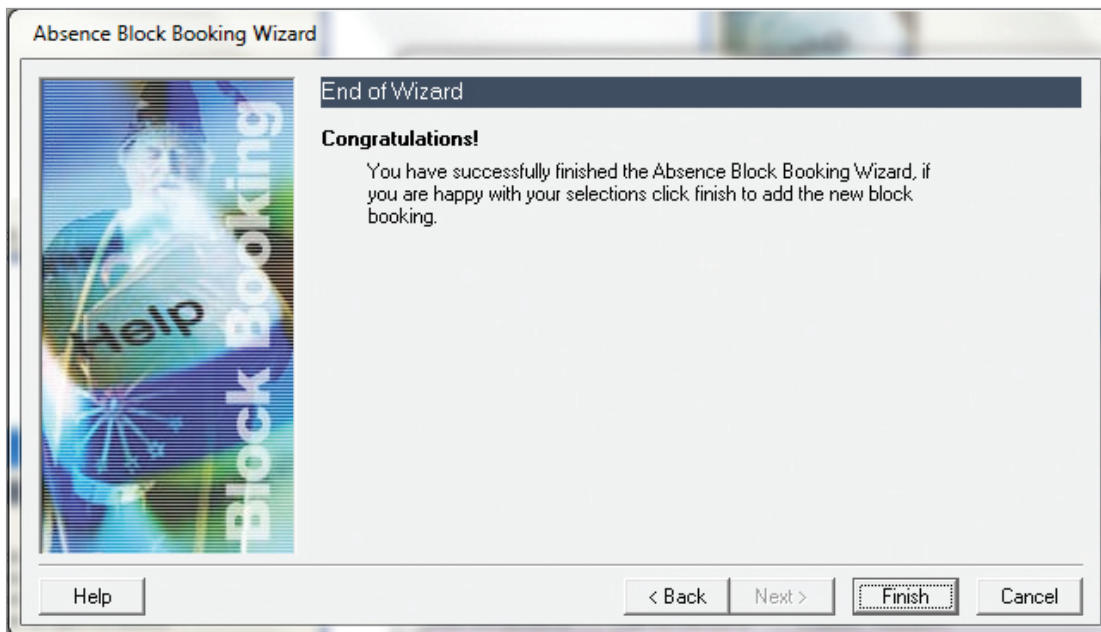 Absence Block Booking Wizard
Block Booking
Help
End of Wizard
Congratulations!
You have successfully finished the Absence Block Booking Wizard, if
you are happy with your selections click finish to add the new block
booking.
Help
< Back
Next >
Finish
Cancel